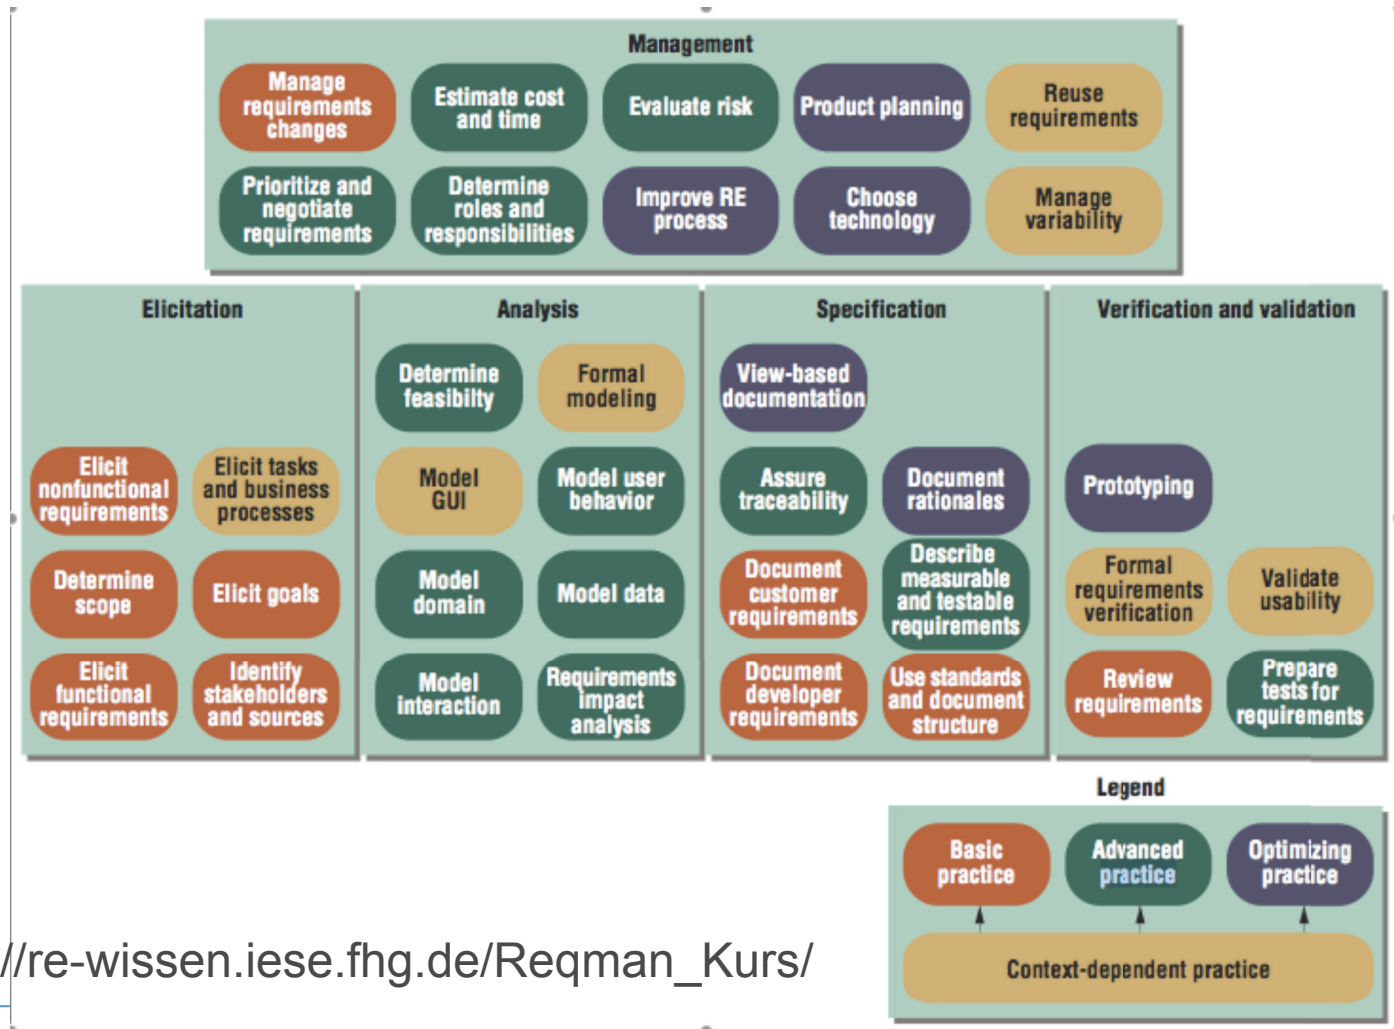 Management
Manage
requirements
changes
Estimate cost
and time
Evaluate risk
Product planning
Reuse
requirements
Prioritize and
negotiate
requirements
Determine
roles and
responsibilities
Improve RE
process
Choose
technology
Manage
variability
Elicitation
Elicit
nonfunctional
requirements
Elicit tasks
and business
processes
Determine
scope
Elicit goals
Elicit
functional
requirements
Identify
stakeholders
and sources
Analysis
Determine
feasibilty
Formal
modeling
Model
GUI
Model user
behavior
Model
domain
Model data
Model
interaction
Requirements
impact
analysis
Specification
View-based
documentation
Assure
traceability
Document
rationales
Document
customer
requirements
Describe
measurable
and testable
requirements
Document
developer
requirements
Use standards
and document
structure
Verification and validation
Prototyping
Formal
requirements
verification
Validate
usability
Review
requirements
Prepare
tests for
requirements
Legend
Basic
practice
Advanced
practice
Optimizing
practice
Context-dependent practice
//re-wissen.iese.fhg.de/Reqman_Kurs/